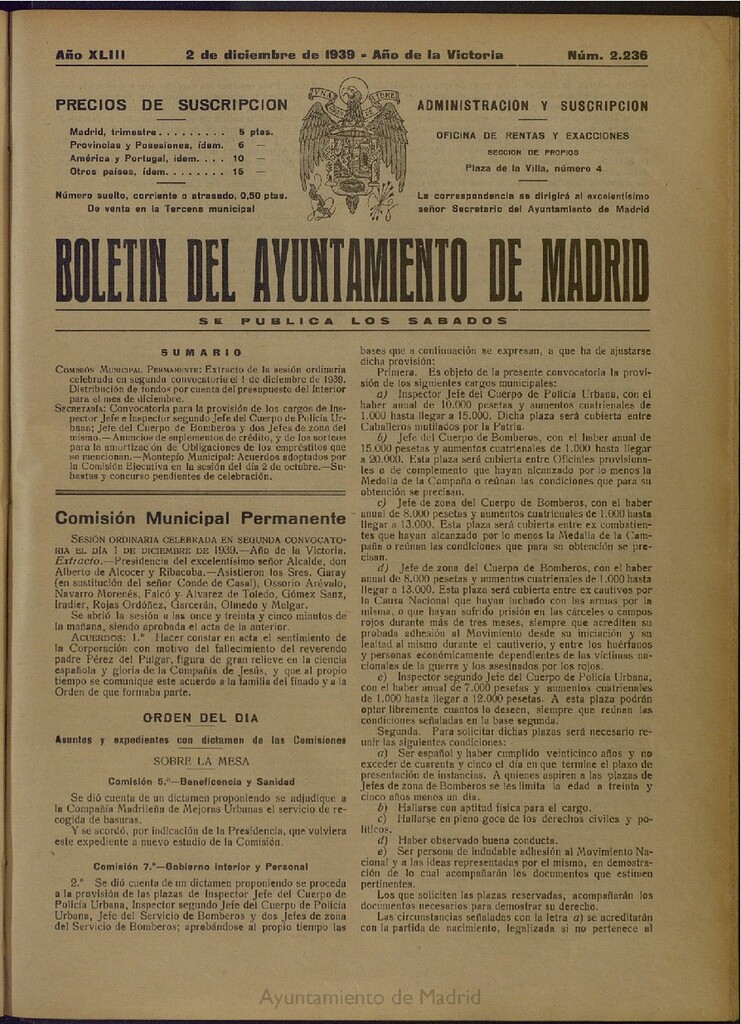 Año XLIII
2 de diciembre de 1939 - Año de la Victoria
Núm. 2.236
PRECIOS DE SUSCRIPCION
Madrid, trimestre......... 5 ptas.
Provincias y Posesiones, ídem. 6 —
América y Portugal, ídem.... 10 —
Otros países, ídem......... 15 —
Número suelto, corriente o atrasado, 0,50 ptas.
De venta en la Tercena municipal
UNA
LIBRE
ADMINISTRACION Y SUSCRIPCION
OFICINA DE RENTAS Y EXACCIONES
SECCION DE PROPIOS
Plaza de la Villa, número 4
La correspondencia se dirigirá al excelentísimo
señor Secretario del Ayuntamiento de Madrid
BOLETIN DEL AYUNTAMIENTO DE MADRID
SE PUBLICA LOS SABADOS
SUMARIO
COMISIÓN MUNICIPAL PERMANENTE: Extracto de la sesión ordinaria
celebrada en segunda convocatoria el 1 de diciembre de 1939.
Distribución de fondos por cuenta del presupuesto del Interior
para el mes de diciembre.
SECRETARÍA: Convocatoria para la provisión de los cargos de Ins-
pector Jefe e Inspector segundo Jefe del Cuerpo de Policía Ur-
bana; Jefe del Cuerpo de Bomberos y dos Jefes de zona del
mismo.—Anuncios de suplementos de crédito, y de los sorteos
para la amortización de Obligaciones de los empréstitos que
se mencionan.—Montepío Municipal: Acuerdos adoptados por
la Comisión Ejecutiva en la sesión del día 2 de octubre.—Su-
bastas y concurso pendientes de celebración.
Comisión Municipal Permanente
SESIÓN ORDINARIA CELEBRADA EN SEGUNDA CONVOCATO-
RIA EL DÍA 1 DE DICIEMBRE DE 1939.—Año de la Victoria.
Extracto.—Presidencia del excelentísimo señor Alcalde, don
Alberto de Alcocer y Ribacoba.—Asistieron los Sres. Garay
(en sustitución del señor Conde de Casal), Ossorio Arévalo,
Navarro Morenés, Falcó y Alvarez de Toledo, Gómez Sanz,
Iradier, Rojas Ordóñez, Garcerán, Olmedo y Melgar.
Se abrió la sesión a las once y treinta y cinco minutos de
la mañana, siendo aprobada el acta de la anterior.
ACUERDOS: 1.° Hacer constar en acta el sentimiento de
la Corporación con motivo del fallecimiento del reverendo
padre Pérez del Pulgar, figura de gran relieve en la ciencia
española y gloria de la Compañía de Jesús, y que al propio
tiempo se comunique este acuerdo a la familia del finado y a la
Orden de que formaba parte.
ORDEN DEL DIA
Asuntos y expedientes con dictamen de las Comisiones
SOBRE LA MESA
Comisión 5.ª—Beneficencia y Sanidad
Se dió cuenta de un dictamen proponiendo se adjudique a
la Compañía Madrileña de Mejoras Urbanas el servicio de re-
cogida de basuras.
Y se acordó, por indicación de la Presidencia, que volviera
este expediente a nuevo estudio de la Comisión.
Comisión 7.ª—Gobierno interior y Personal
2.° Se dió cuenta de un dictamen proponiendo se proceda
a la provisión de las plazas de Inspector Jefe del Cuerpo de
Policía Urbana, Inspector segundo Jefe del Cuerpo de Policía
Urbana, Jefe del Servicio de Bomberos y dos Jefes de zona
del Servicio de Bomberos; aprobándose al propio tiempo las
bases que a continuación se expresan, a que ha de ajustarse
dicha provisión:
Primera. Es objeto de la presente convocatoria la provi-
sión de los siguientes cargos municipales:
a) Inspector Jefe del Cuerpo de Policía Urbana, con el
haber anual de 10.000 pesetas y aumentos cuatrienales de
1.000 hasta llegar a 15.000. Dicha plaza será cubierta entre
Caballeros mutilados por la Patria.
b) Jefe del Cuerpo de Bomberos, con el haber anual de
15.000 pesetas y aumentos cuatrienales de 1.000 hasta llegar
a 20.000. Esta plaza será cubierta entre Oficiales provisiona-
les o de complemento que hayan alcanzado por lo menos la
Medalla de la Campaña o reúnan las condiciones que para su
obtención se precisan.
c) Jefe de zona del Cuerpo de Bomberos, con el haber
anual de 8.000 pesetas y aumentos cuatrienales de 1.000 hasta
llegar a 13.000. Esta plaza será cubierta entre ex combatien-
tes que hayan alcanzado por lo menos la Medalla de la Cam-
paña o reúnan las condiciones que para su obtención se pre-
cisan.
d) Jefe de zona del Cuerpo de Bomberos, con el haber
anual de 8.000 pesetas y aumentos cuatrienales de 1.000 hasta
llegar a 13.000. Esta plaza será cubierta entre ex cautivos por
la Causa Nacional que hayan luchado con las armas por la
misma, o que hayan sufrido prisión en las cárceles o campos
rojos durante más de tres meses, siempre que acrediten su
probada adhesión al Movimiento desde su iniciación y su
lealtad al mismo durante el cautiverio, y entre los huérfanos
y personas económicamente dependientes de las víctimas na-
cionales de la guerra y los asesinados por los rojos.
e) Inspector segundo Jefe del Cuerpo de Policía Urbana,
con el haber anual de 7.000 pesetas y aumentos cuatrienales
de 1.000 hasta llegar a 12.000 pesetas. A esta plaza podrán
optar libremente cuantos lo deseen, siempre que reúnan las
condiciones señaladas en la base segunda.
Segunda. Para solicitar dichas plazas será necesario re-
unir las siguientes condiciones:
a) Ser español y haber cumplido veinticinco años y no
exceder de cuarenta y cinco el día en que termine el plazo de
presentación de instancias. A quienes aspiren a las plazas de
Jefes de zona de Bomberos se les limita la edad a treinta y
cinco años menos un día.
b) Hallarse con aptitud física para el cargo.
c) Hallarse en pleno goce de los derechos civiles y po-
líticos.
d) Haber observado buena conducta.
e) Ser persona de indudable adhesión al Movimiento Na-
cional y a las ideas representadas por el mismo, en demostra-
ción de lo cual acompañarán los documentos que estimen
pertinentes.
Los que soliciten las plazas reservadas, acompañarán los
documentos necesarios para demostrar su derecho.
Las circunstancias señaladas con la letra a) se acreditarán
con la partida de nacimiento, legalizada si no pertenece al
Ayuntamiento de Madrid